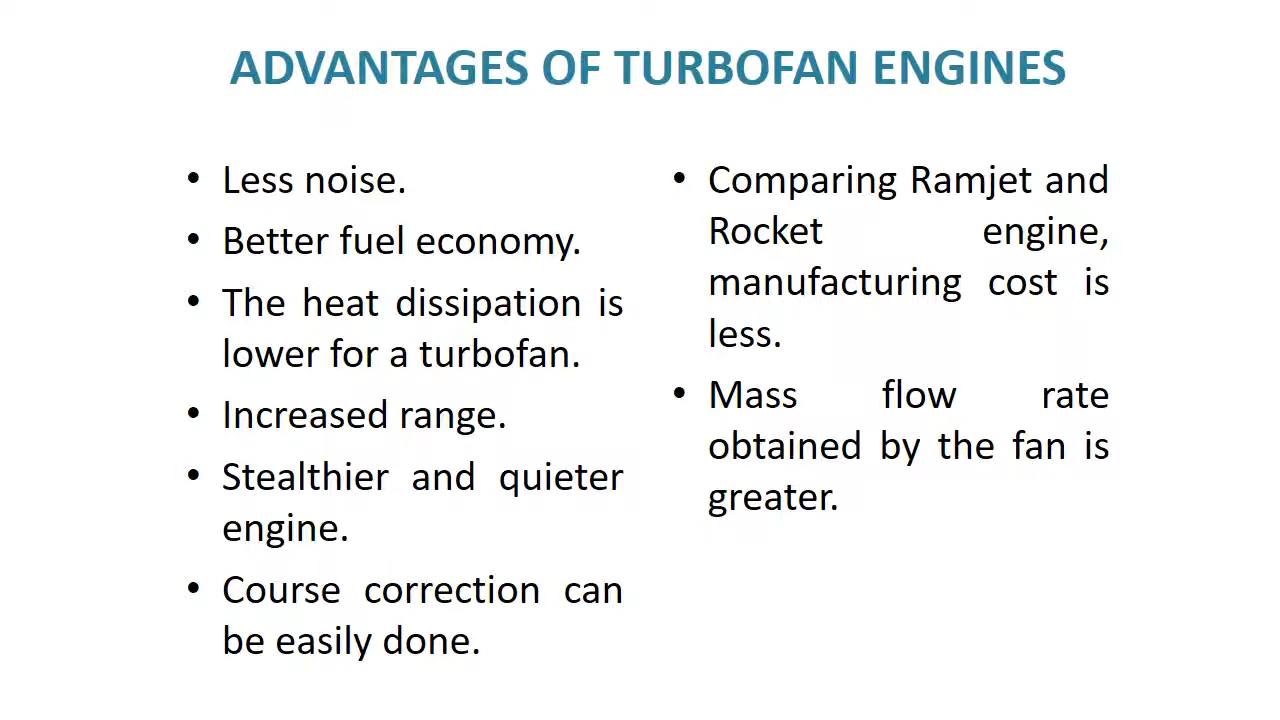 ADVANTAGES OF TURBOFAN ENGINES
• Less noise.
• Better fuel economy.
• The heat dissipation is
lower for a turbofan.
• Increased range.
• Stealthier and quieter
engine.
• Course correction can
be easily done.
• Comparing Ramjet and
Rocket engine,
manufacturing cost is
less.
• Mass flow rate
obtained by the fan is
greater.